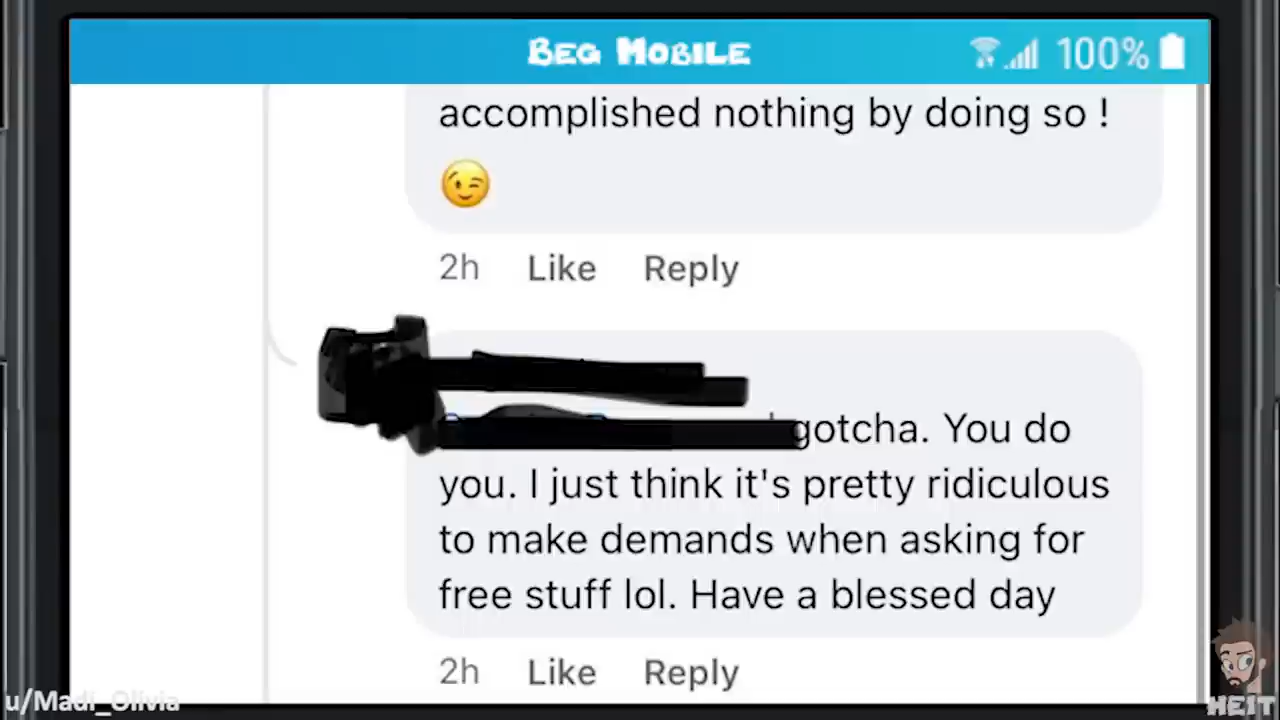 Beg Mobile
100%
accomplished nothing by doing so !
😉
2h Like Reply
gotcha. You do
you. I just think it's pretty ridiculous
to make demands when asking for
free stuff lol. Have a blessed day
2h Like Reply
u/Madi_Olivia
HEIT